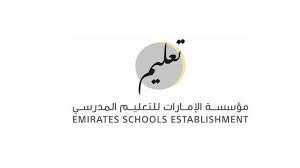 تعليم
مؤسسة الإمارات للتعليم المدرسي
EMIRATES SCHOOLS ESTABLISHMENT